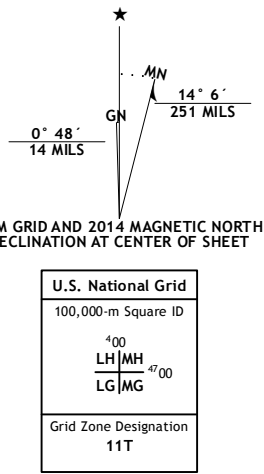 MN
GN
14° 6´
251 MILS
0° 48´
14 MILS
M GRID AND 2014 MAGNETIC NORTH
ECLINATION AT CENTER OF SHEET
U.S. National Grid
100,000-m Square ID
400
LH MH
4700
LG MG
Grid Zone Designation
11T